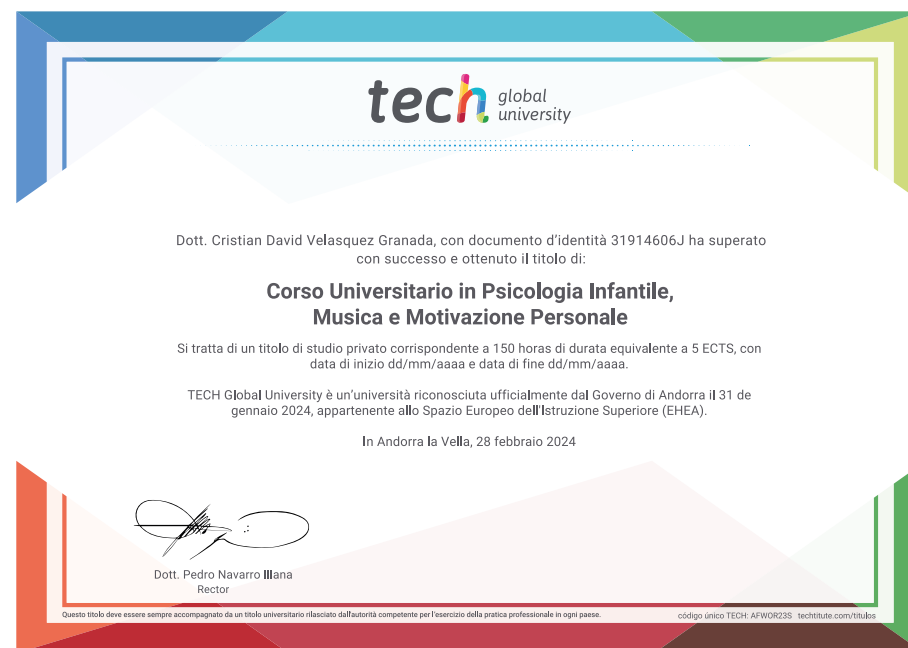 tech global
university
Dott. Cristian David Velasquez Granada, con documento d'identità 31914606J ha superato
con successo e ottenuto il titolo di:
Corso Universitario in Psicologia Infantile,
Musica e Motivazione Personale
Si tratta di un titolo di studio privato corrispondente a 150 horas di durata equivalente a 5 ECTS, con
data di inizio dd/mm/aaaa e data di fine dd/mm/aaaa.
TECH Global University è un'università riconosciuta ufficialmente dal Governo di Andorra il 31 de
gennaio 2024, appartenente allo Spazio Europeo dell'Istruzione Superiore (EHEA).
In Andorra la Vella, 28 febbraio 2024
Dott. Pedro Navarro Illana
Rector
Questo titolo deve essere sempre accompagnato da un titolo universitario rilasciato dall'autorità competente per l'esercizio della pratica professionale in ogni paese.
código único TECH: AFWOR23S techtitute.com/titulos